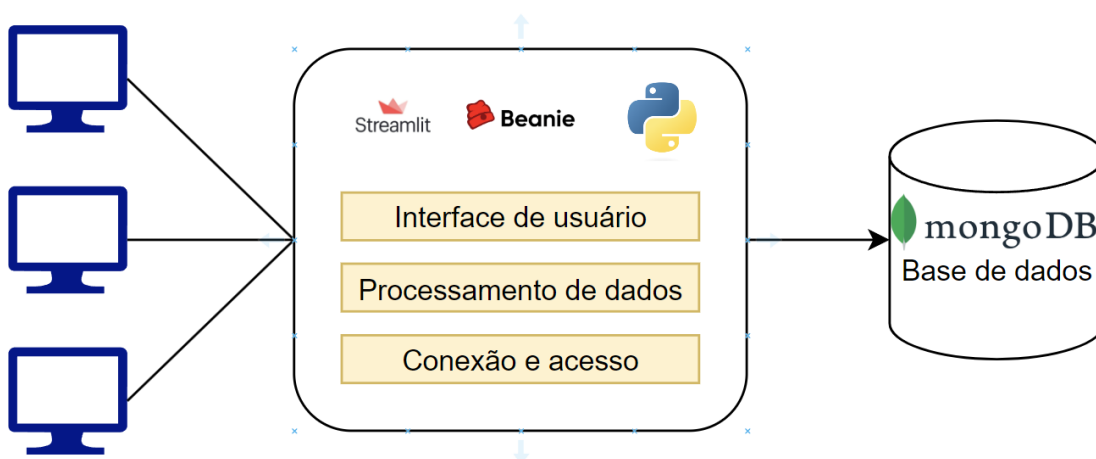 Streamlit
Beanie
Interface de usuário
Processamento de dados
Conexão e acesso
mongoDB
Base de dados